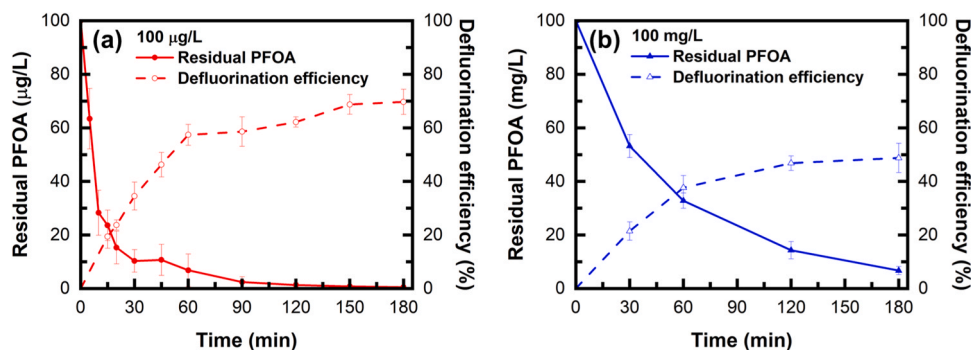 (a)
100 μg/L
Residual PFOA
Defluorination efficiency
Residual PFOA (μg/L)
100
80
60
40
20
0
0 30 60 90 120 150 180
Time (min)
100
80
60
40
20
0
Defluorination efficiency (%)
(b)
100 mg/L
Residual PFOA
Defluorination efficiency
Residual PFOA (mg/L)
100
80
60
40
20
0
0 30 60 90 120 150 180
Time (min)
100
80
60
40
20
0
Defluorination efficiency (%)